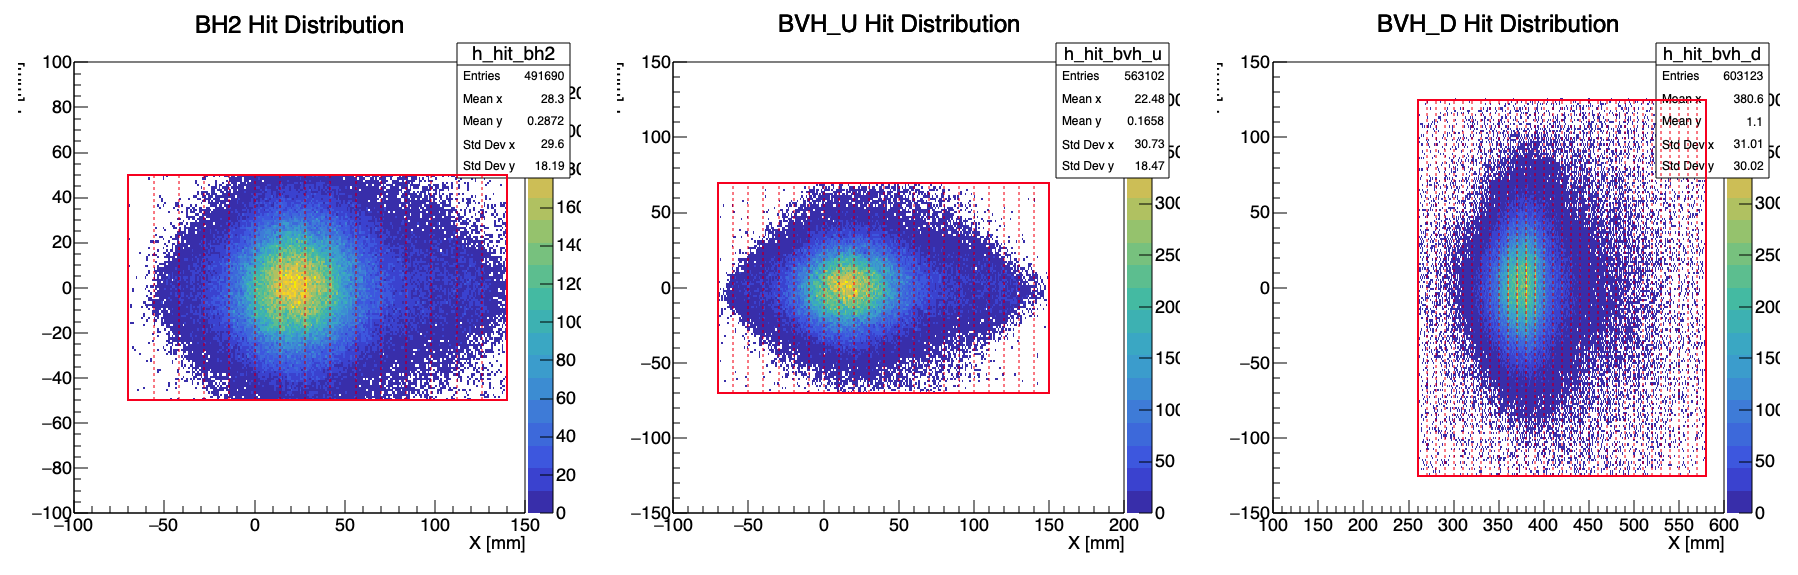 BH2 Hit Distribution
h_hit_bh2
Entries 491690
Mean x 28.3
Mean y 0.2872
Std Dev x 29.6
Std Dev y 18.19
100
80
60
40
20
0
−20
−40
−60
−80
−100
−100 −50 0 50 100 150
X [mm]
160
140
120
100
80
60
40
20
0
BVH_U Hit Distribution
h_hit_bvh_u
Entries 563102
Mean x 22.48
Mean y 0.1658
Std Dev x 30.73
Std Dev y 18.47
150
100
50
0
−50
−100
−150
−100 −50 0 50 100 150 200
X [mm]
300
250
200
150
100
50
0
BVH_D Hit Distribution
h_hit_bvh_d
Entries 603123
Mean x 380.6
Mean y 1.1
Std Dev x 31.01
Std Dev y 30.02
150
100
50
0
−50
−100
−150
100 150 200 250 300 350 400 450 500 550 600
X [mm]
300
250
200
150
100
50
0